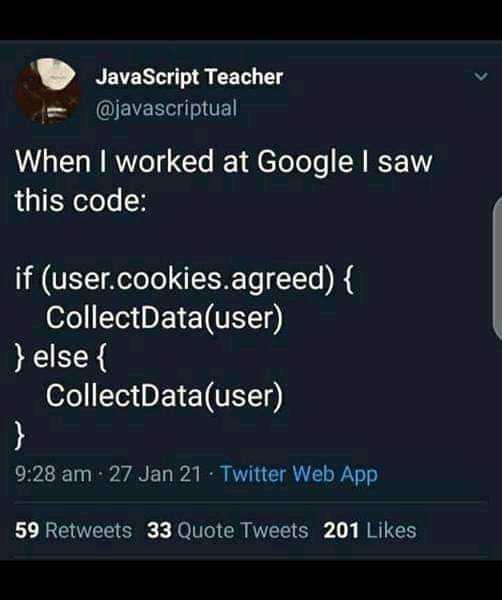 JavaScript Teacher
@javascriptual
When I worked at Google I saw
this code:
if (user.cookies.agreed) {
CollectData(user)
} else {
CollectData(user)
}
9:28 am · 27 Jan 21 · Twitter Web App
59 Retweets 33 Quote Tweets 201 Likes